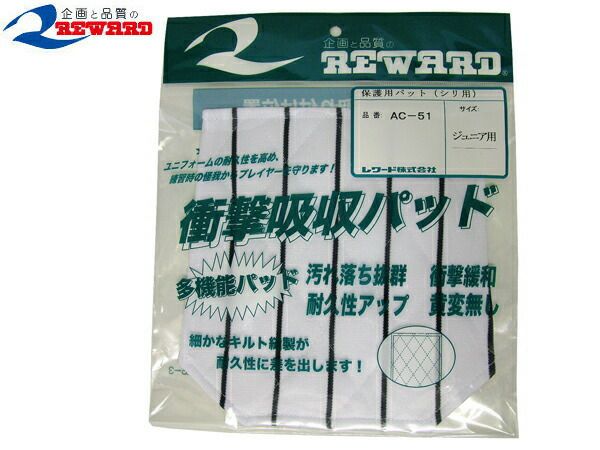 企画と品質の
REWARD
企画と品質の
REWARD®
保護用パット(シリ用)
品番 AC-51
サイズ:
ジュニア用
レワード株式会社
ユニフォームの耐久性を高め、
練習時の怪我からプレイヤーを守ります!
衝撃吸収パッド
多機能パッド
汚れ落ち抜群 衝撃緩和
耐久性アップ 黄変無し
細かなキルト縫製が
耐久性に差を出します!